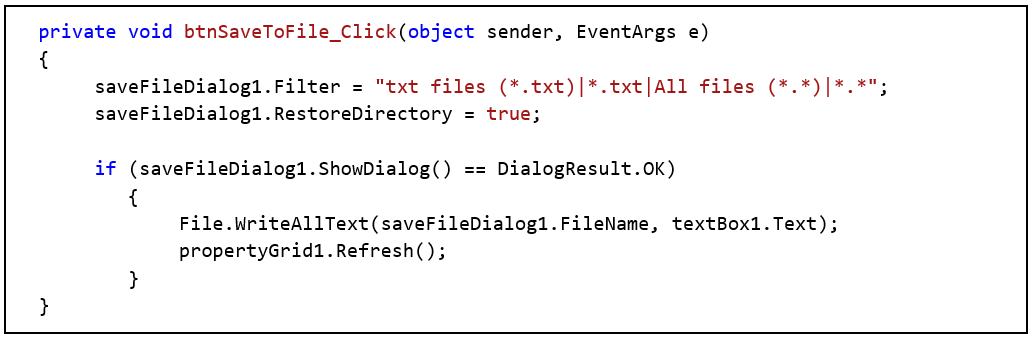 private void btnSaveToFile_Click(object sender, EventArgs e)
{
saveFileDialog1.Filter = "txt files (*.txt)|*.txt|All files (*.*)|*.*";
saveFileDialog1.RestoreDirectory = true;
if (saveFileDialog1.ShowDialog() == DialogResult.OK)
{
File.WriteAllText(saveFileDialog1.FileName, textBox1.Text);
propertyGrid1.Refresh();
}
}